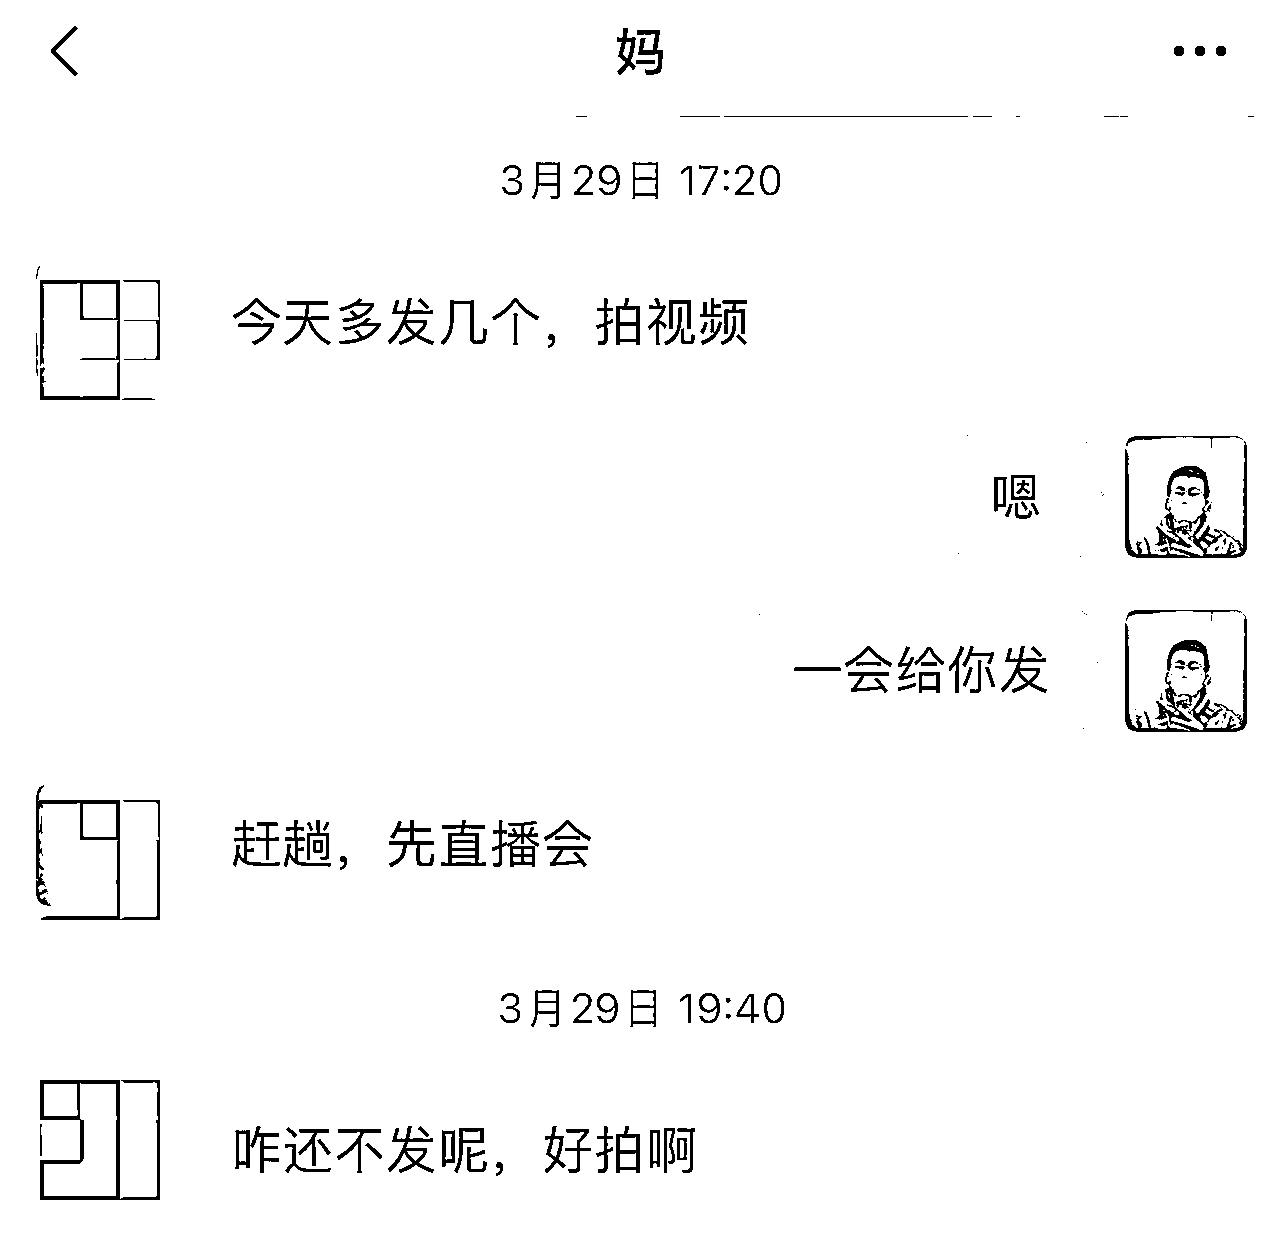 妈
3月29日 17:20
今天多发几个，拍视频
嗯
一会给你发
赶趟，先直播会
3月29日 19:40
咋还不发呢，好拍啊